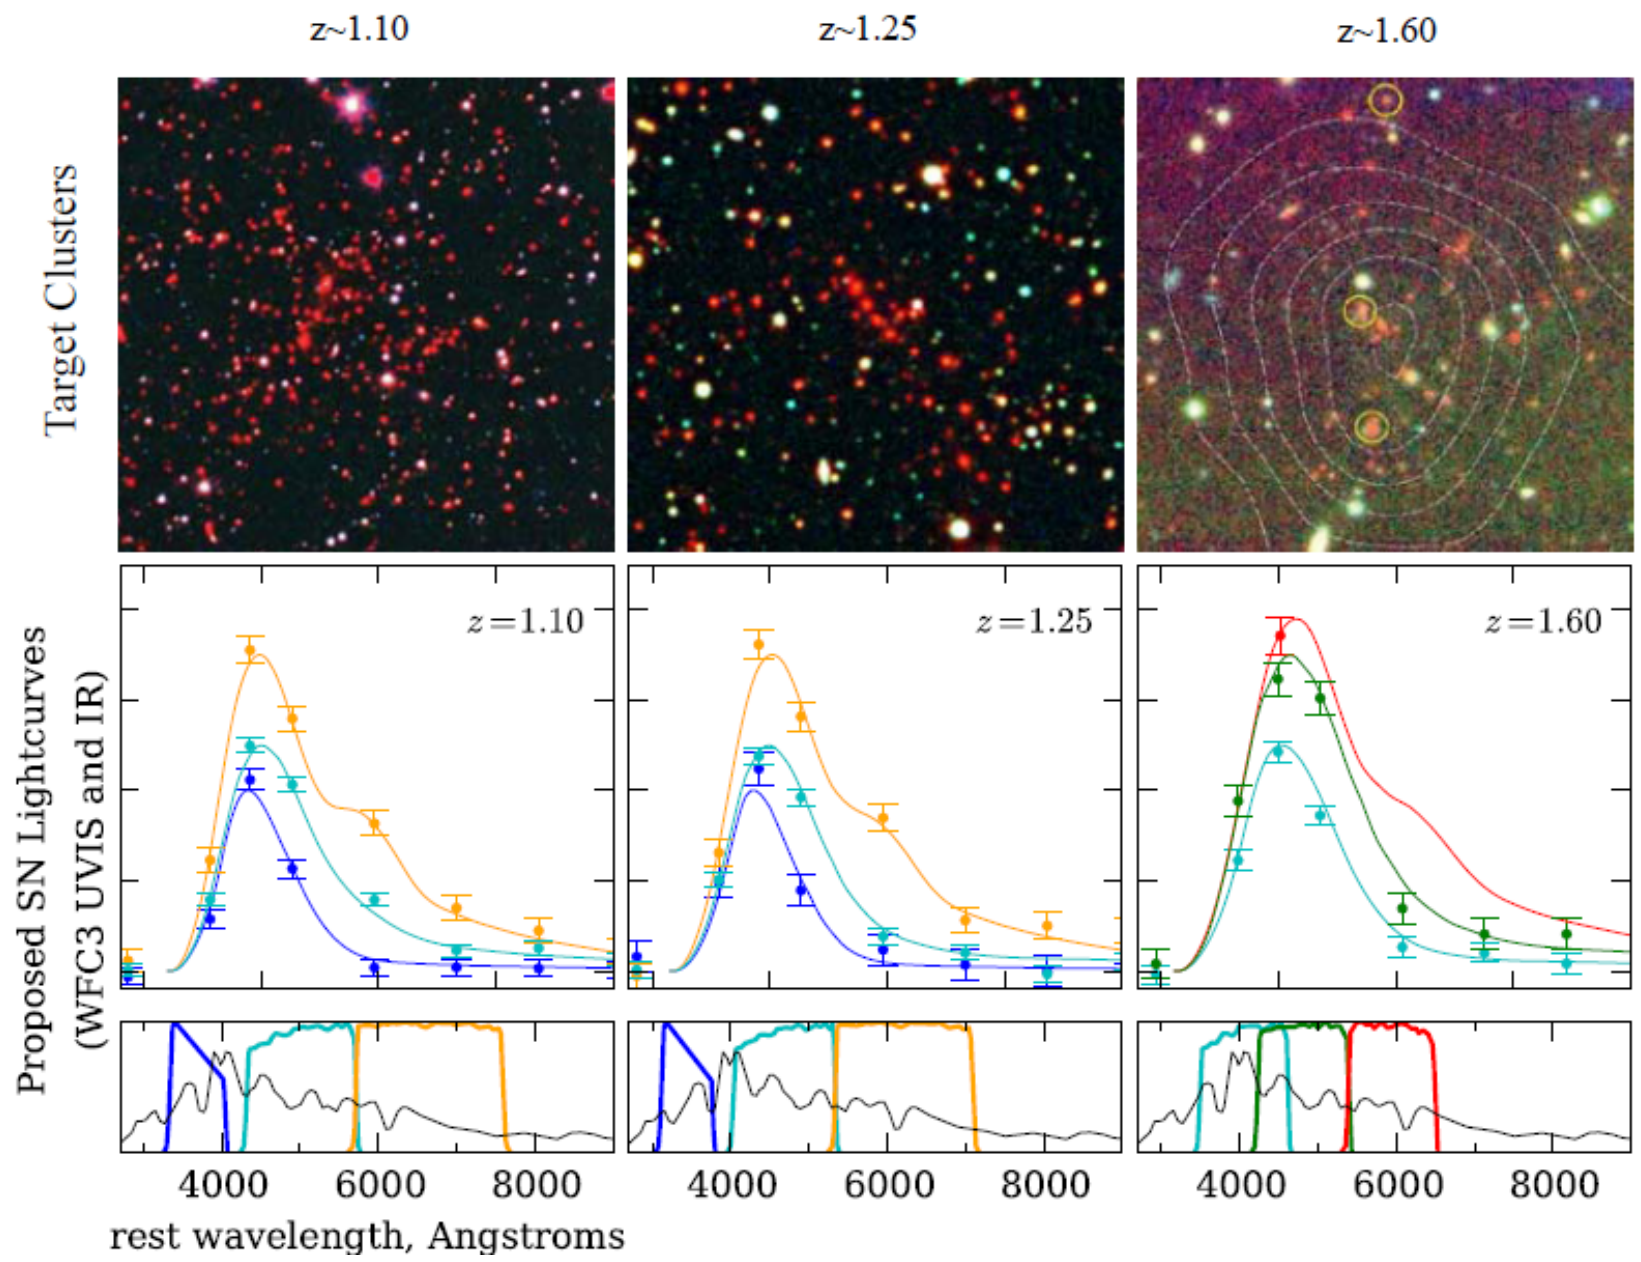 z~1.10
z~1.25
z~1.60
Target Clusters
z=1.10
z=1.25
z=1.60
Proposed SN Lightcurves
(WFC3 UVIS and IR)
4000 6000 8000
4000 6000 8000
4000 6000 8000
rest wavelength, Angstroms